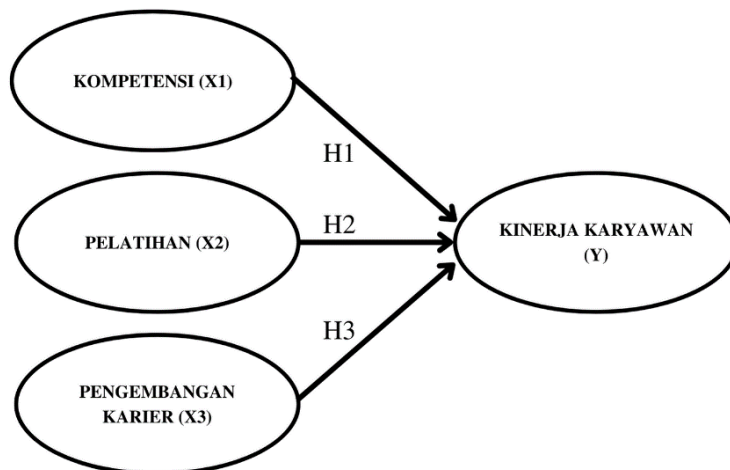 KOMPETENSI (X1)
H1
PELATIHAN (X2)
H2
KINERJA KARYAWAN
(Y)
H3
PENGEMBANGAN
KARIER (X3)